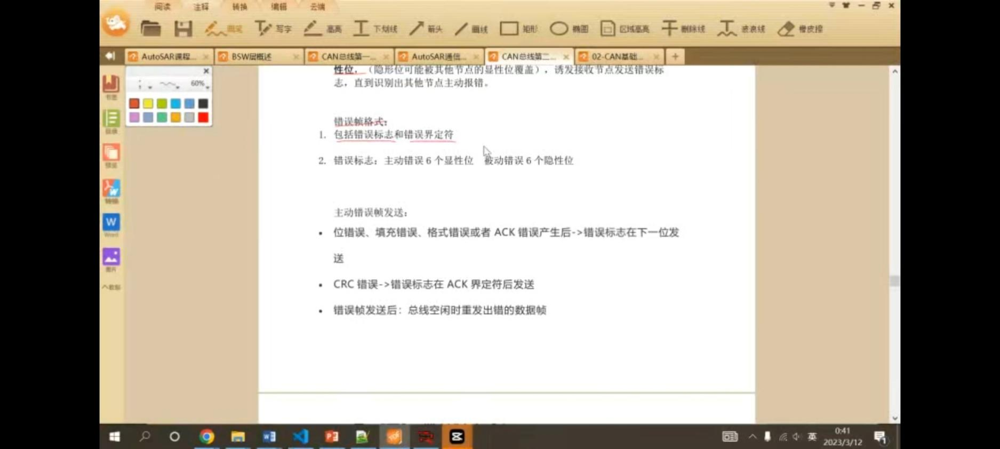 阅读 注释 转换 编辑 云端
画笔 写字 高亮 下划线 箭头 画线 矩形 椭圆 区域高亮 删除线 波浪线 橡皮擦
AutoSAR课程... BSW层概述 CAN总线第一... AutoSAR通信... CAN总线第二... 02-CAN基础...
60%
书签
目录
预览
转换
W
Word
图片
性位，（隐形位可能被其他节点的显性位覆盖），诱发接收节点发送错误标
志，直到识别出其他节点主动报错。
错误帧格式：
1. 包括错误标志和错误界定符
2. 错误标志：主动错误 6 个显性位 被动错误 6 个隐性位
主动错误帧发送：
• 位错误、填充错误、格式错误或者 ACK 错误产生后->错误标志在下一位发
送
• CRC 错误->错误标志在 ACK 界定符后发送
• 错误帧发送后：总线空闲时重发出错的数据帧
英
0:41
2023/3/12
1